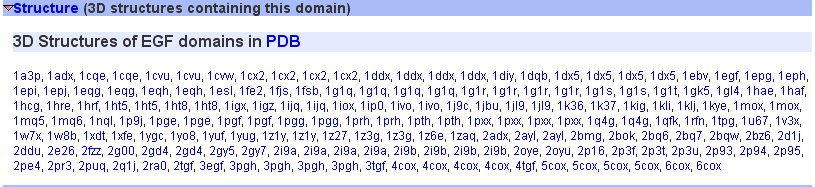 Structure (3D structures containing this domain)
3D Structures of EGF domains in PDB
1a3p, 1adx, 1cqe, 1cqe, 1cvu, 1cvu, 1cvw, 1cx2, 1cx2, 1cx2, 1cx2, 1ddx, 1ddx, 1ddx, 1ddx, 1diy, 1dqb, 1dx5, 1dx5, 1dx5, 1dx5, 1ebv, 1egf, 1epg, 1eph,
1epi, 1epj, 1eqg, 1eqg, 1eqh, 1eqh, 1esl, 1fe2, 1fjs, 1fsb, 1g1q, 1g1q, 1g1q, 1g1q, 1g1r, 1g1r, 1g1r, 1g1r, 1g1s, 1g1s, 1g1t, 1gk5, 1gl4, 1hae, 1haf,
1hcg, 1hre, 1hrf, 1ht5, 1ht5, 1ht8, 1ht8, 1igx, 1igz, 1ijq, 1ijq, 1iox, 1ip0, 1ivo, 1ivo, 1j9c, 1jbu, 1jl9, 1jl9, 1k36, 1k37, 1kig, 1kli, 1klj, 1kye, 1mox, 1mox,
1mq5, 1mq6, 1nql, 1p9j, 1pge, 1pge, 1pgf, 1pgf, 1pgg, 1pgg, 1prh, 1prh, 1pth, 1pth, 1pxx, 1pxx, 1pxx, 1pxx, 1q4g, 1q4g, 1qfk, 1rfn, 1tpg, 1u67, 1v3x,
1w7x, 1w8b, 1xdt, 1xfe, 1ygc, 1yo8, 1yuf, 1yug, 1z1y, 1z1y, 1z27, 1z3g, 1z3g, 1z6e, 1zaq, 2adx, 2ayl, 2ayl, 2bmg, 2bok, 2bq6, 2bq7, 2bqw, 2bz6, 2d1j,
2ddu, 2e26, 2fzz, 2g00, 2gd4, 2gd4, 2gy5, 2gy7, 2i9a, 2i9a, 2i9a, 2i9a, 2i9b, 2i9b, 2i9b, 2i9b, 2oye, 2oyu, 2p16, 2p3f, 2p3t, 2p3u, 2p93, 2p94, 2p95,
2pe4, 2pr3, 2puq, 2q1j, 2ra0, 2tgf, 3egf, 3pgh, 3pgh, 3pgh, 3pgh, 3tgf, 4cox, 4cox, 4cox, 4cox, 4tgf, 5cox, 5cox, 5cox, 5cox, 6cox, 6cox